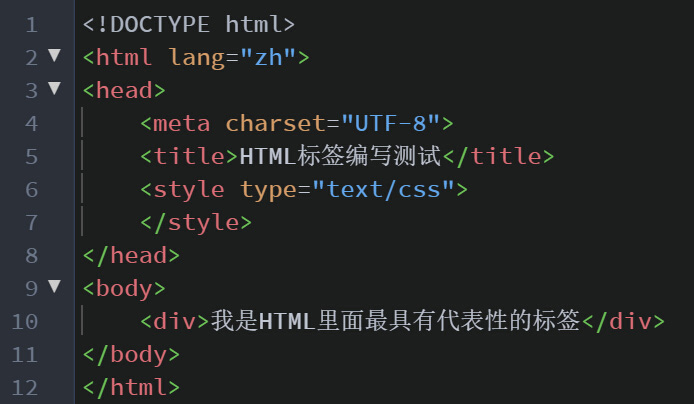 1 <!DOCTYPE html>
2 <html lang="zh">
3 <head>
4     <meta charset="UTF-8">
5     <title>HTML标签编写测试</title>
6     <style type="text/css">
7     </style>
8 </head>
9 <body>
10     <div>我是HTML里面最具有代表性的标签</div>
11 </body>
12 </html>